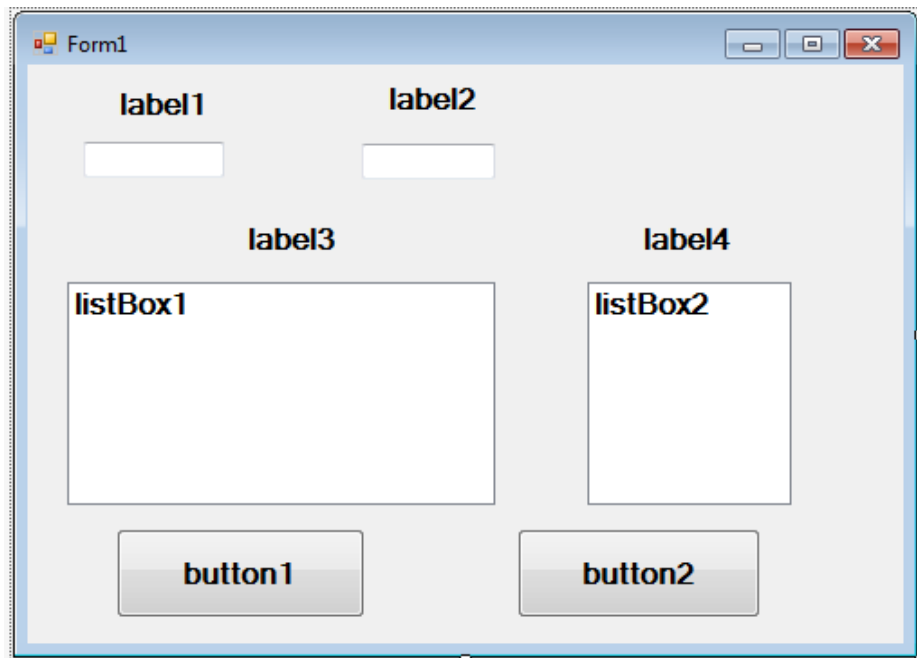 Form1
label1
label2
label3
label4
listBox1
listBox2
button1
button2